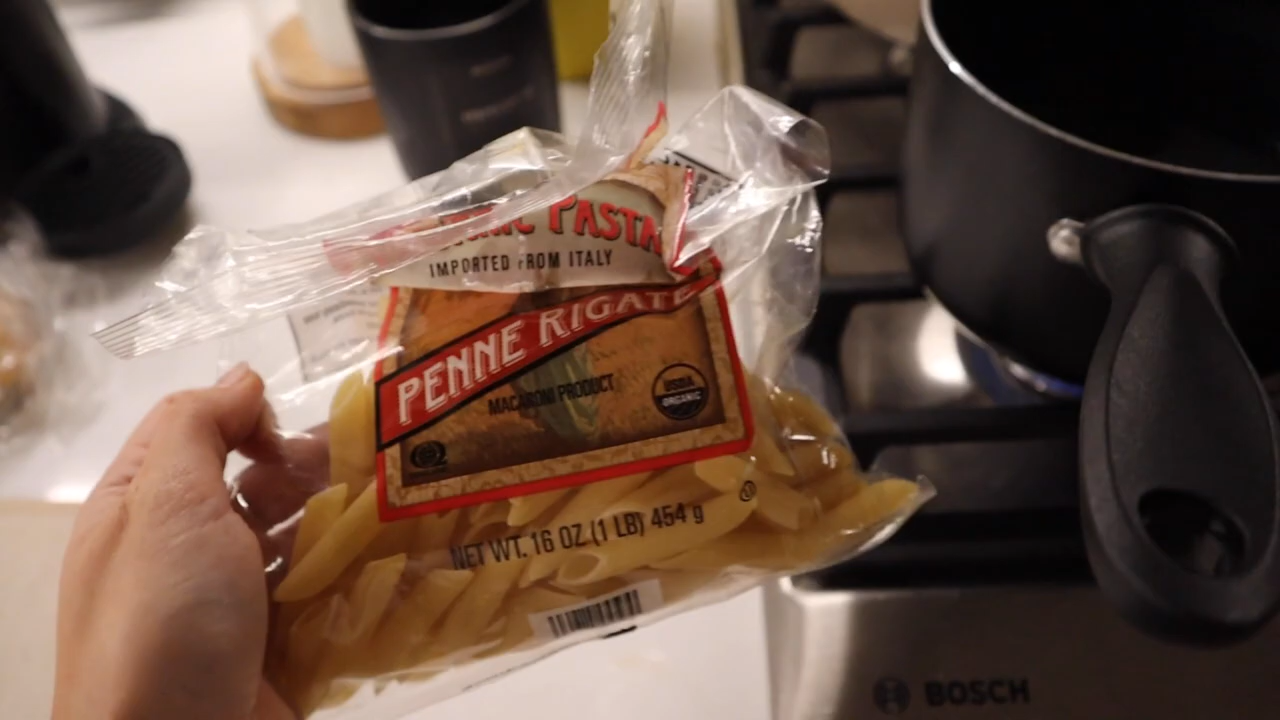 PASTA
IMPORTED FROM ITALY
PENNE RIGATE
MACARONI PRODUCT
USDA
ORGANIC
NET WT. 16 OZ (1 LB) 454 g
BOSCH